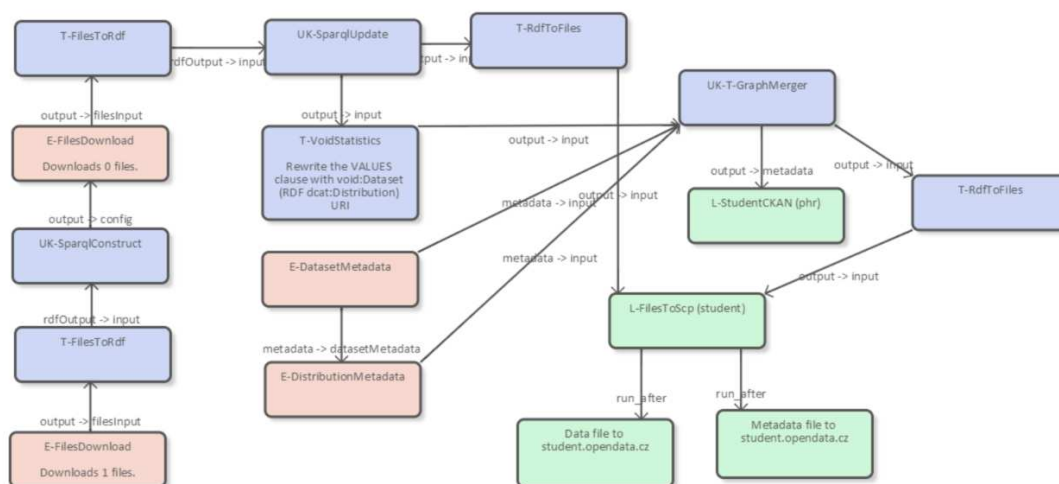 T-FilesToRdf
rdfOutput -> input
UK-SparqlUpdate
output -> input
T-RdfToFiles
output -> filesInput
E-FilesDownload
Downloads 0 files.
output -> config
UK-SparqlConstruct
rdfOutput -> input
T-FilesToRdf
output -> filesInput
E-FilesDownload
Downloads 1 files.
output -> input
T-VoidStatistics
Rewrite the VALUES
clause with void:Dataset
(RDF dcat:Distribution)
URI
output -> input
UK-T-GraphMerger
output -> metadata
output -> input
L-StudentCKAN (phr)
T-RdfToFiles
metadata -> input
output -> input
metadata -> input
E-DatasetMetadata
metadata -> datasetMetadata
E-DistributionMetadata
output -> input
L-FilesToScp (student)
run_after
run_after
Data file to
student.opendata.cz
Metadata file to
student.opendata.cz